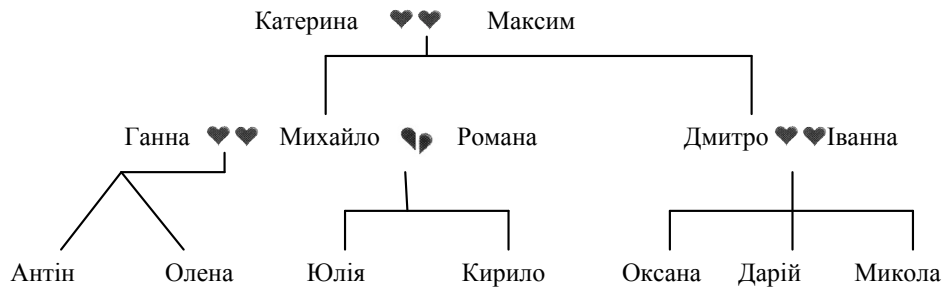 Катерина Максим
Ганна Михайло Романа Дмитро Іванна
Антін Олена Юлія Кирило Оксана Дарій Микола